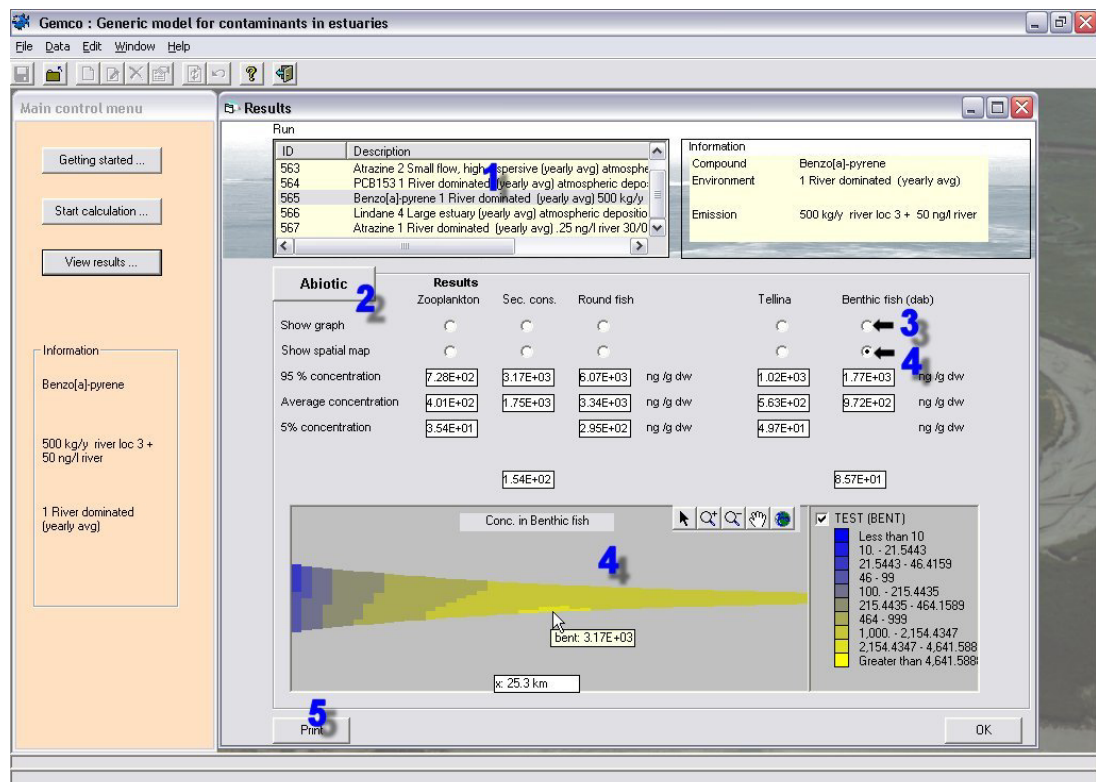 Gemco : Generic model for contaminants in estuaries
File Data Edit Window Help
Main control menu
Getting started ...
Start calculation ...
View results ...
Information
Benzo[a]-pyrene
500 kg/y river loc 3 +
50 ng/l river
1 River dominated
(yearly avg)
Results
Run
ID Description
563 Atrazine 2 Small flow, high dispersive (yearly avg) atmosphe
564 PCB153 1 River dominated (yearly avg) atmospheric depos
565 Benzo[a]-pyrene 1 River dominated (yearly avg) 500 kg/y
566 Lindane 4 Large estuary (yearly avg) atmospheric depositio
567 Atrazine 1 River dominated (yearly avg) .25 ng/l river 30/0
1
Information
Compound Benzo[a]-pyrene
Environment 1 River dominated (yearly avg)
Emission 500 kg/y river loc 3 + 50 ng/l river
Abiotic
2
Results
Zooplankton Sec. cons. Round fish Tellina Benthic fish (dab)
Show graph 3
Show spatial map 4
95 % concentration 7.28E+02 3.17E+03 6.07E+03 ng /g dw 1.02E+03 1.77E+03 ng /g dw
Average concentration 4.01E+02 1.75E+03 3.34E+03 ng /g dw 5.63E+02 9.72E+02 ng /g dw
5% concentration 3.54E+01 2.95E+02 ng /g dw 4.97E+01 ng /g dw
1.54E+02 8.57E+01
Conc. in Benthic fish
4
bent: 3.17E+03
x: 25.3 km
TEST (BENT)
Less than 10
10. - 21.5443
21.5443 - 46.4159
46 - 99
100. - 215.4435
215.4435 - 464.1589
464 - 999
1,000. - 2,154.4347
2,154.4347 - 4,641.588
Greater than 4,641.588
5
Print
OK